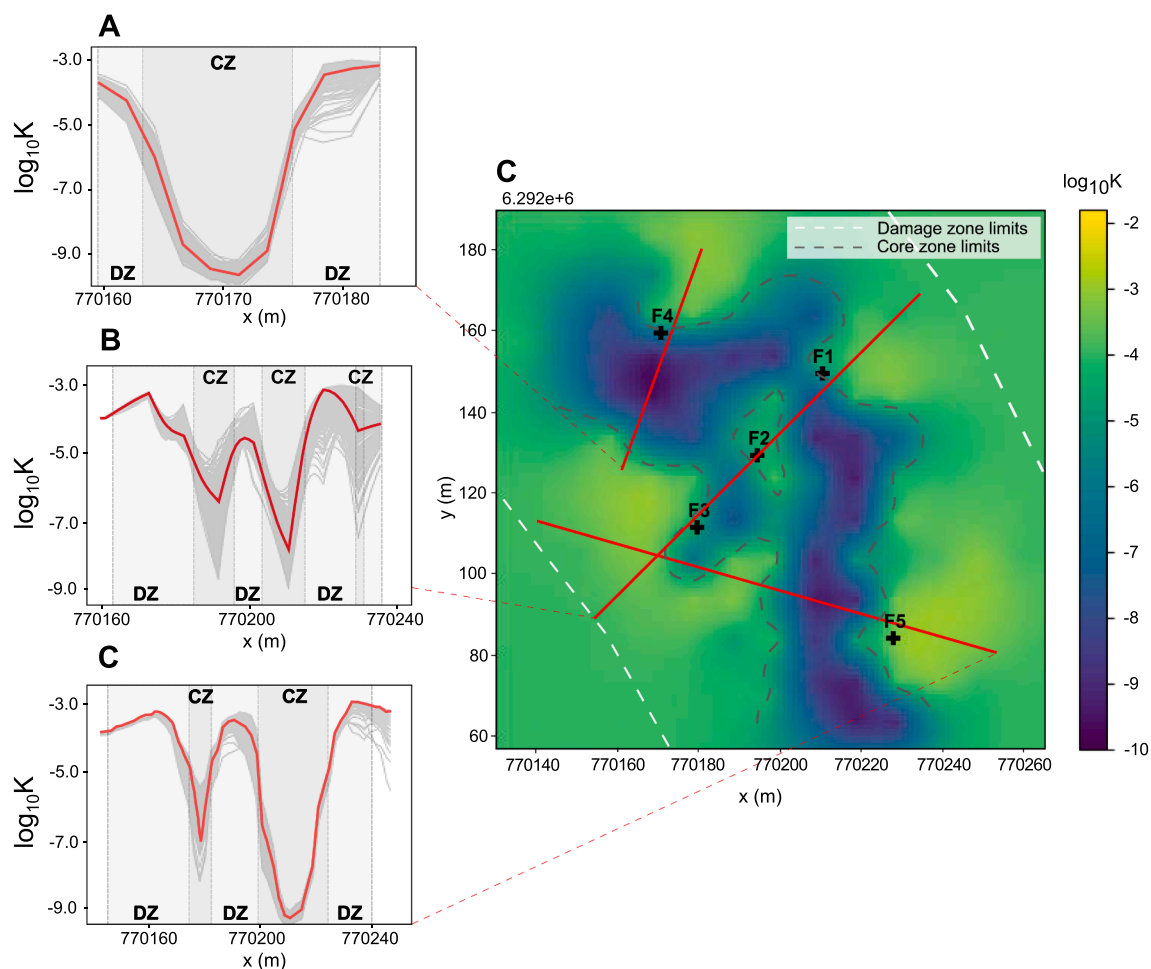 A
-3.0
-5.0
-7.0
-9.0
log10K
CZ
DZ
DZ
770160
770171
770180
x (m)
B
-3.0
-5.0
-7.0
-9.0
log10K
CZ
CZ
CZ
DZ
DZ
DZ
770160
770200
770240
x (m)
C
-3.0
-5.0
-7.0
-9.0
log10K
CZ
CZ
DZ
DZ
DZ
770160
770200
770240
x (m)
C
6.292e+6
Damage zone limits
Core zone limits
180
160
140
120
100
80
60
y (m)
F4
F1
F2
F3
F5
770140
770160
770180
770200
770220
770240
770260
x (m)
log10K
-2
-3
-4
-5
-6
-7
-8
-9
-10